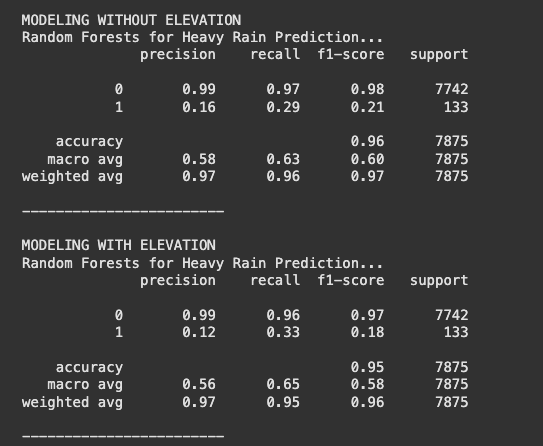 MODELING WITHOUT ELEVATION
Random Forests for Heavy Rain Prediction...
precision recall f1-score support
0 0.99 0.97 0.98 7742
1 0.16 0.29 0.21 133
accuracy 0.96 7875
macro avg 0.58 0.63 0.60 7875
weighted avg 0.97 0.96 0.97 7875
________________________
MODELING WITH ELEVATION
Random Forests for Heavy Rain Prediction...
precision recall f1-score support
0 0.99 0.96 0.97 7742
1 0.12 0.33 0.18 133
accuracy 0.95 7875
macro avg 0.56 0.65 0.58 7875
weighted avg 0.97 0.95 0.96 7875
________________________